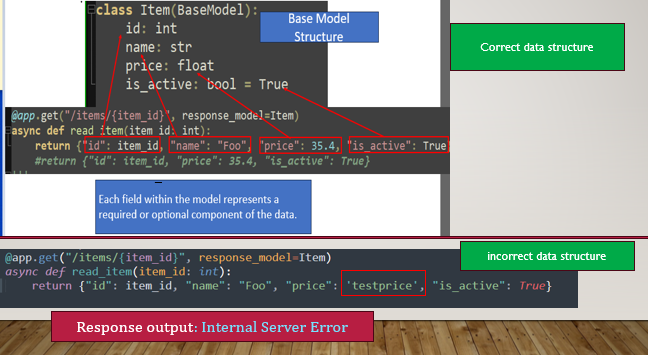 class Item(BaseModel):
id: int
name: str
price: float
is_active: bool = True
Base Model
Structure
Correct data structure
@app.get("/items/{item_id}", response_model=Item)
async def read_item(item_id: int):
return {"id": item_id, "name": "Foo", "price": 35.4, "is_active": True
#return {"id": item_id, "price": 35.4, "is_active": True}
Each field within the model represents a
required or optional component of the data.
incorrect data structure
@app.get("/items/{item_id}", response_model=Item)
async def read_item(item_id: int):
return {"id": item_id, "name": "Foo", "price": 'testprice', "is_active": True}
Response output: Internal Server Error